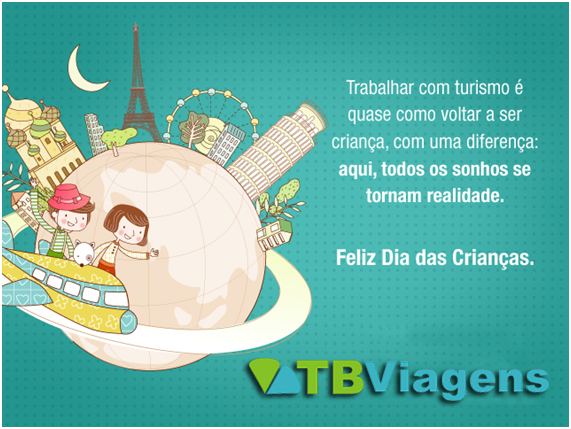 Trabalhar com turismo é
quase como voltar a ser
criança, com uma diferença:
aqui, todos os sonhos se
tornam realidade.
Feliz Dia das Crianças.
TBViagens